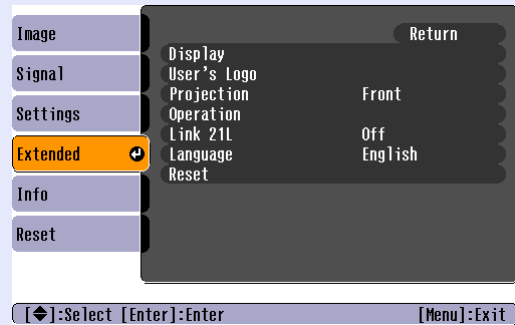 Image
Signal
Settings
Extended
Info
Reset
Return
Display
User's Logo
Projection Front
Operation
Link 21L Off
Language English
Reset
[◆]:Select [Enter]:Enter [Menu]:Exit